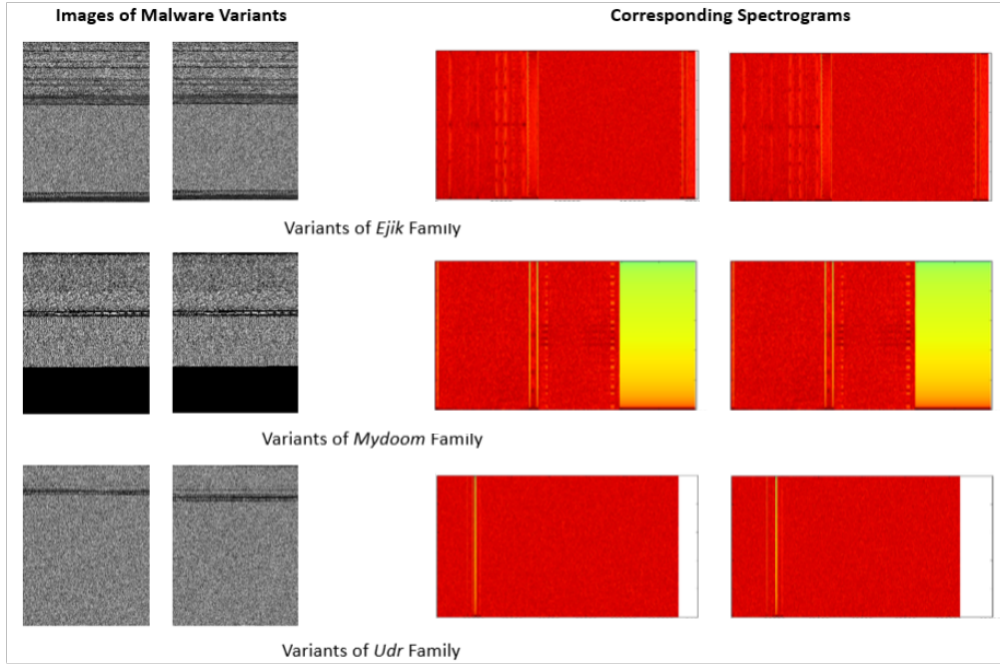 Images of Malware Variants
Corresponding Spectrograms
Variants of Ejik Family
Variants of Mydoom Family
Variants of Udr Family